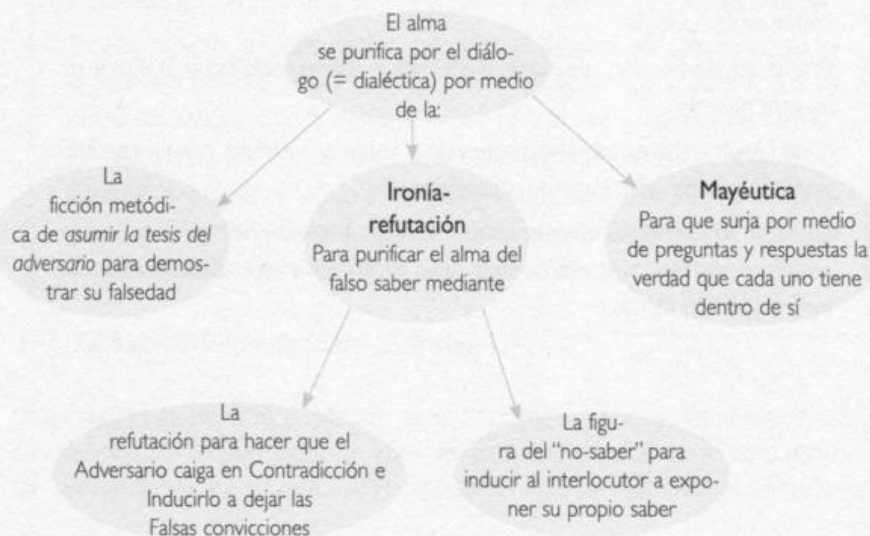 El alma
se purifica por el diálo-
go (= dialéctica) por medio
de la:
La
ficción metódi-
ca de asumir la tesis del
adversario para demos-
trar su falsedad
Ironía-
refutación
Para purificar el alma del
falso saber mediante
Mayéutica
Para que surja por medio
de preguntas y respuestas la
verdad que cada uno tiene
dentro de sí
La
refutación para hacer que el
Adversario caiga en Contradicción e
Inducirlo a dejar las
Falsas convicciones
La figu-
ra del "no-saber" para
inducir al interlocutor a expo-
ner su propio saber